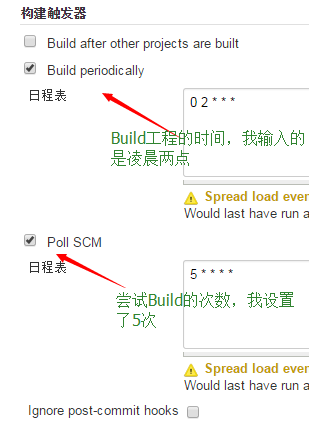 构建触发器
Build after other projects are built
Build periodically
日程表
0 2 * * *
Build工程的时间，我输入的
是凌晨两点
Spread load ever
Would last have run a
Poll SCM
日程表
5 * * * *
尝试Build的次数，我设置
了5次
Spread load ever
Would last have run a
Ignore post-commit hooks